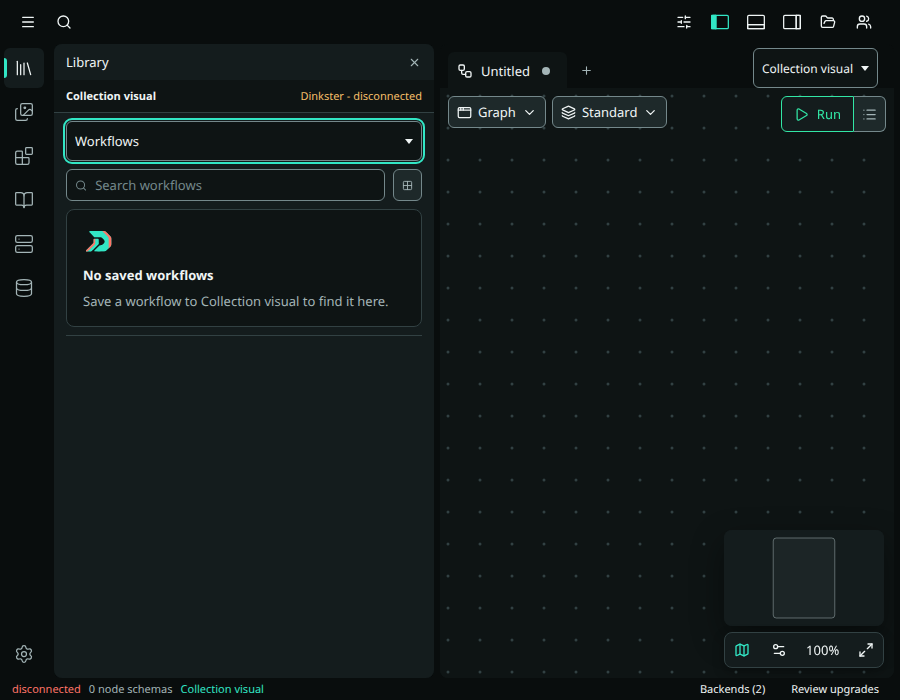 Library
Collection visual
Dinkster - disconnected
Workflows
Search workflows
No saved workflows
Save a workflow to Collection visual to find it here.
Untitled
Collection visual
Graph
Standard
Run
100%
disconnected
0 node schemas
Collection visual
Backends (2)
Review upgrades